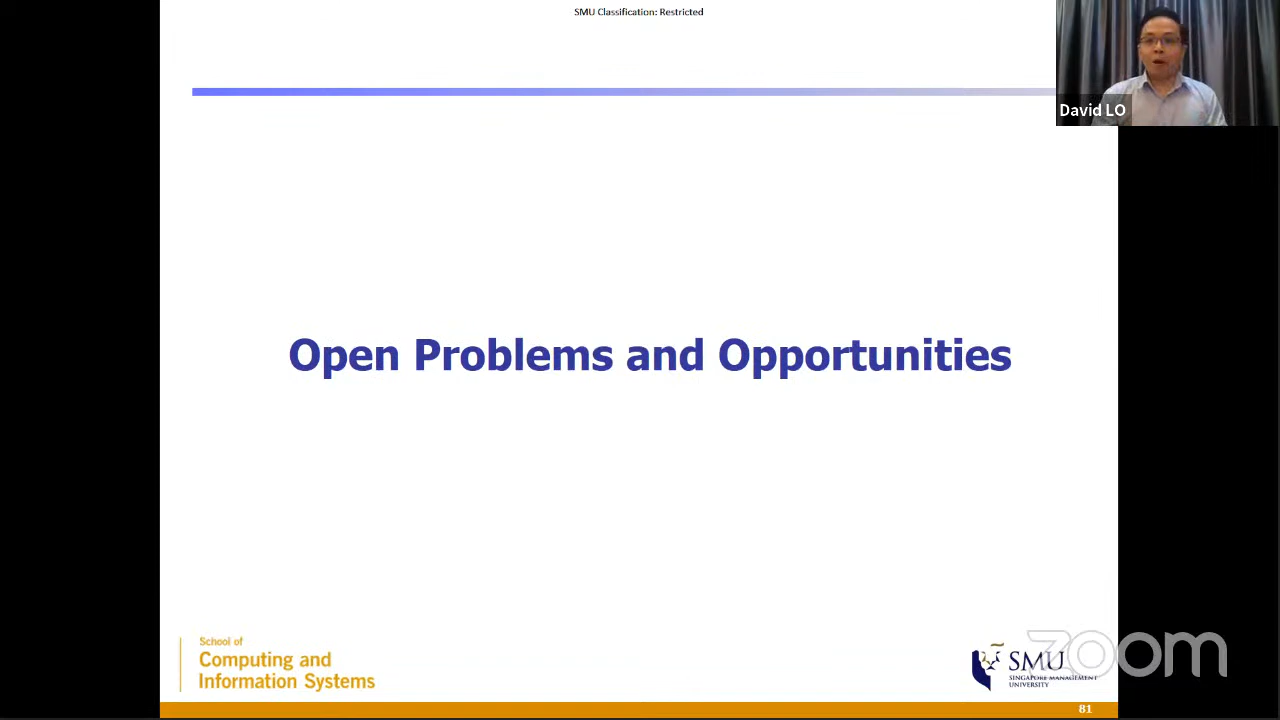 SMU Classification: Restricted
David LO
Open Problems and Opportunities
School of
Computing and
Information Systems
SMU
SINGAPORE MANAGEMENT
UNIVERSITY
zoom
81